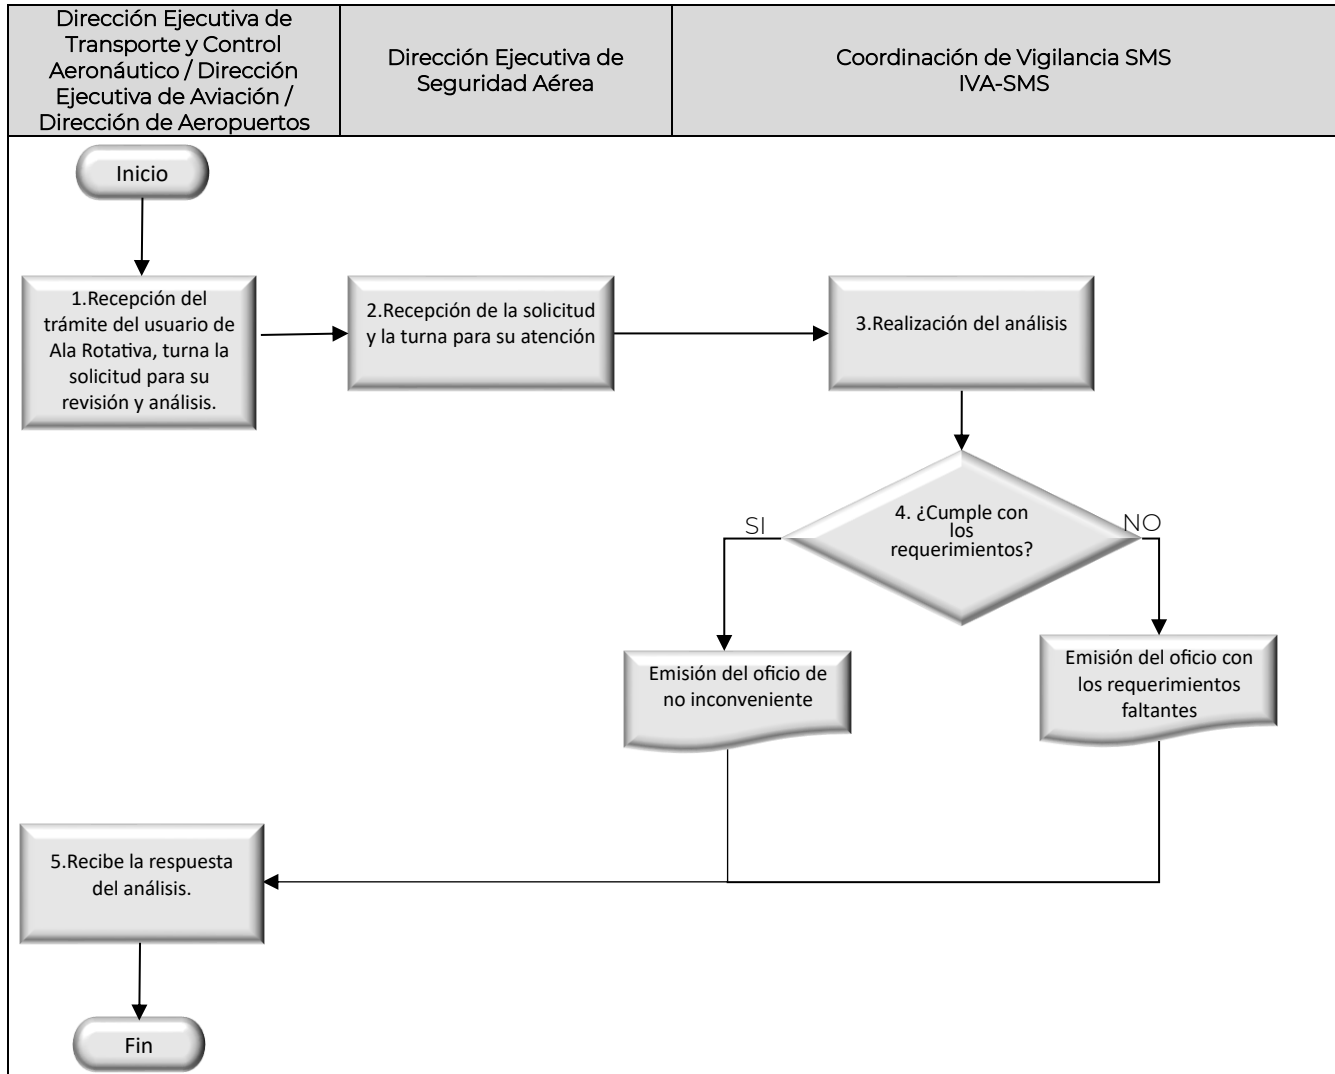 Dirección Ejecutiva de
Transporte y Control
Aeronáutico / Dirección
Ejecutiva de Aviación /
Dirección de Aeropuertos
Dirección Ejecutiva de
Seguridad Aérea
Coordinación de Vigilancia SMS
IVA-SMS
Inicio
1.Recepción del
trámite del usuario de
Ala Rotativa, turna la
solicitud para su
revisión y análisis.
2.Recepción de la solicitud
y la turna para su atención
3.Realización del análisis
4. ¿Cumple con
los
requerimientos?
SI
NO
Emisión del oficio de
no inconveniente
Emisión del oficio con
los requerimientos
faltantes
5.Recibe la respuesta
del análisis.
Fin